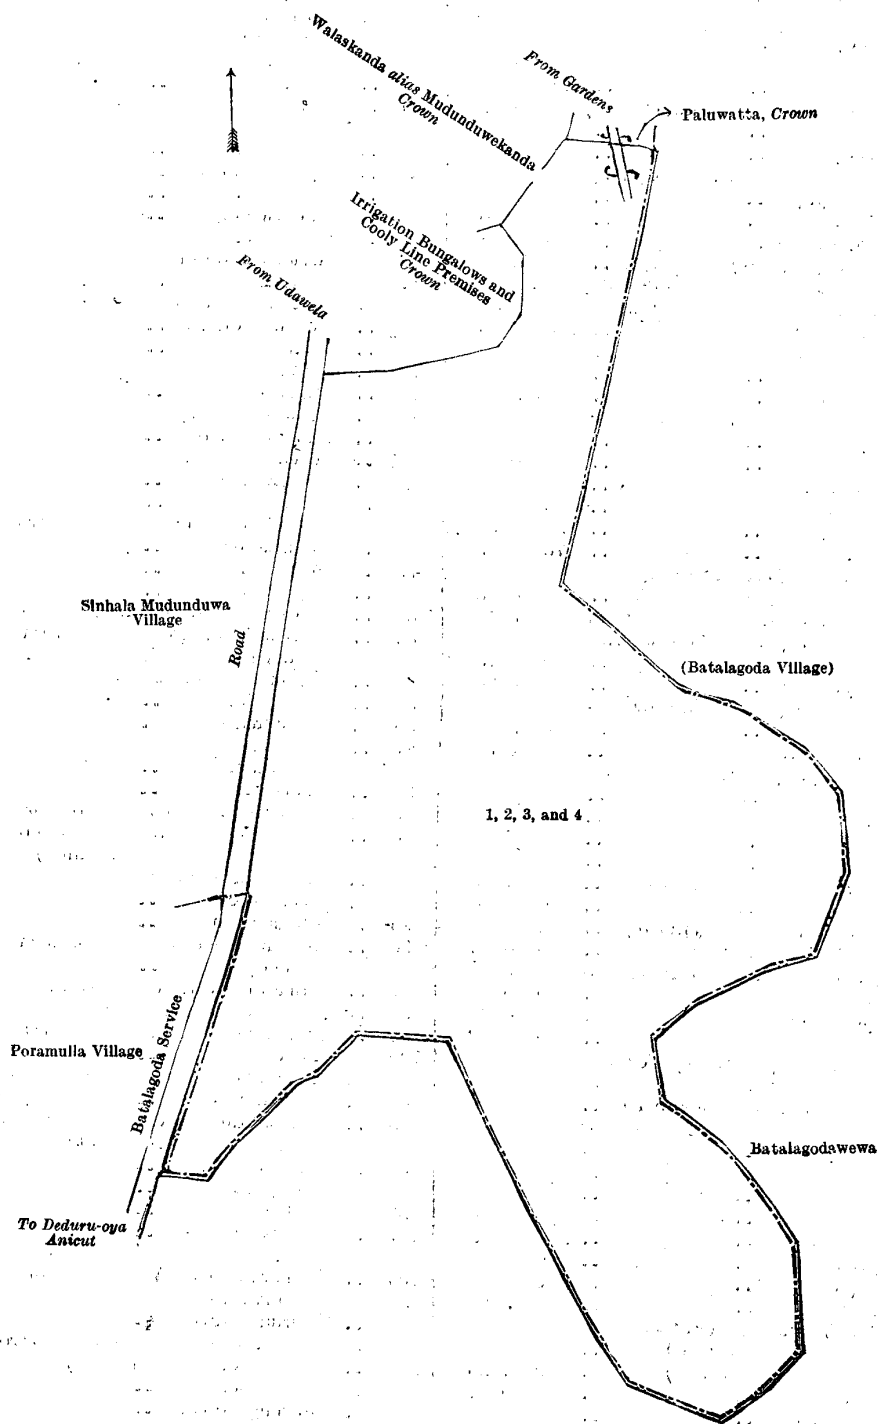 Walaskanda alias Mudunduwekanda
Crown
From Gardens
Paluwatta, Crown
Irrigation Bungalows and
Cooly Line Premises
Crown
From Udawela
Sinhala Mudunduwa
Village
Road
(Batalagoda Village)
1, 2, 3, and 4
Batalagoda Service
Poramulla Village
Batalagodawewa
To Deduru-oya
Anicut